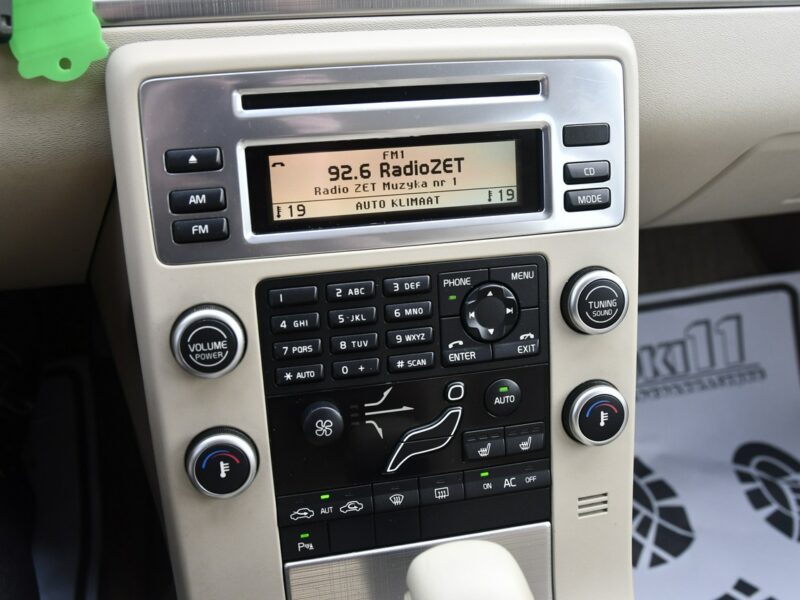 FM1
92.6 RadioZET
Radio ZET Muzyka nr 1
19 AUTO KLIMAAT 19
AM
FM
CD
MODE
VOLUME
POWER
1
2 ABC
3 DEF
4 GHI
5 JKL
6 MNO
7 PQRS
8 TUV
9 WXYZ
* AUTO
0 +
# SCAN
PHONE
MENU
ENTER
EXIT
TUNING
SOUND
AUTO
AUT
ON AC OFF
P